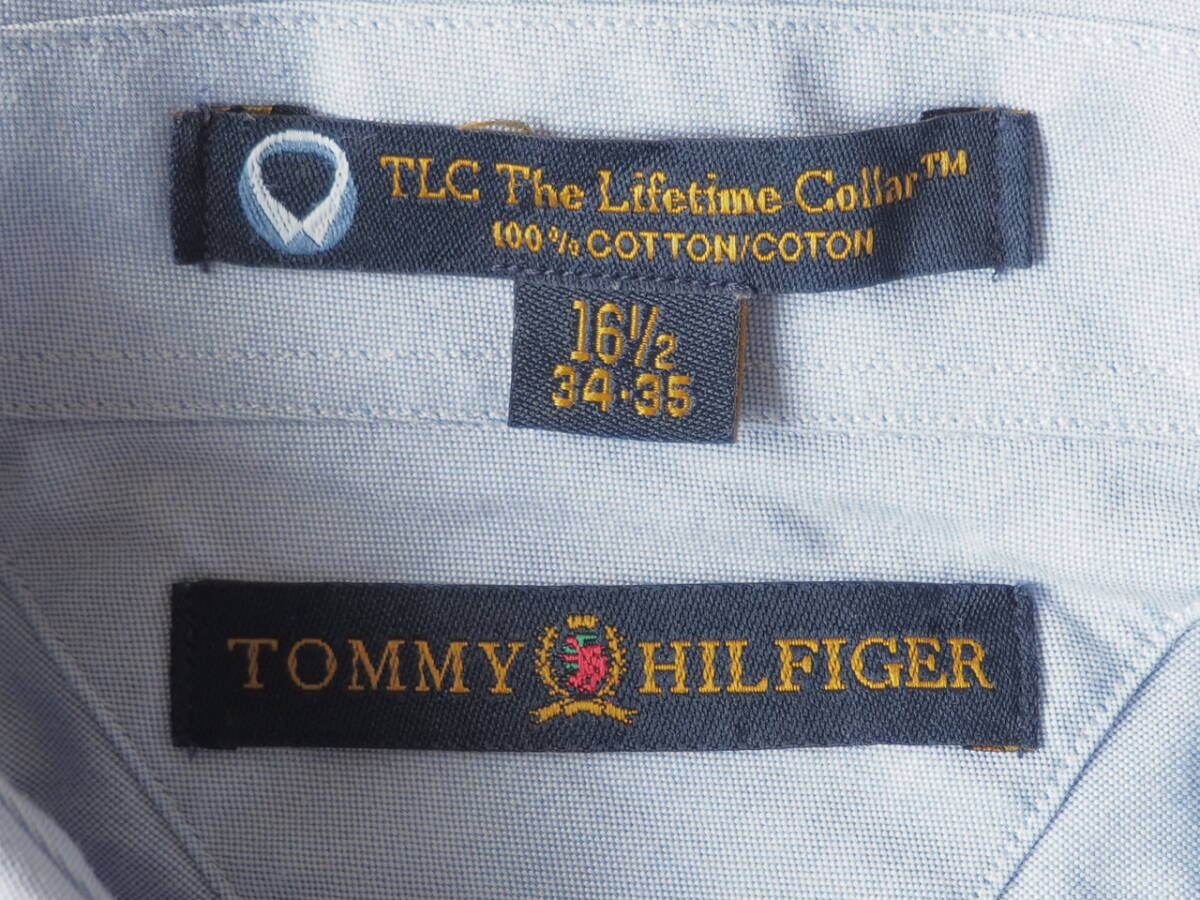 TLC The Lifetime Collar™
100% COTTON/COTON
16½
34·35
TOMMY HILFIGER